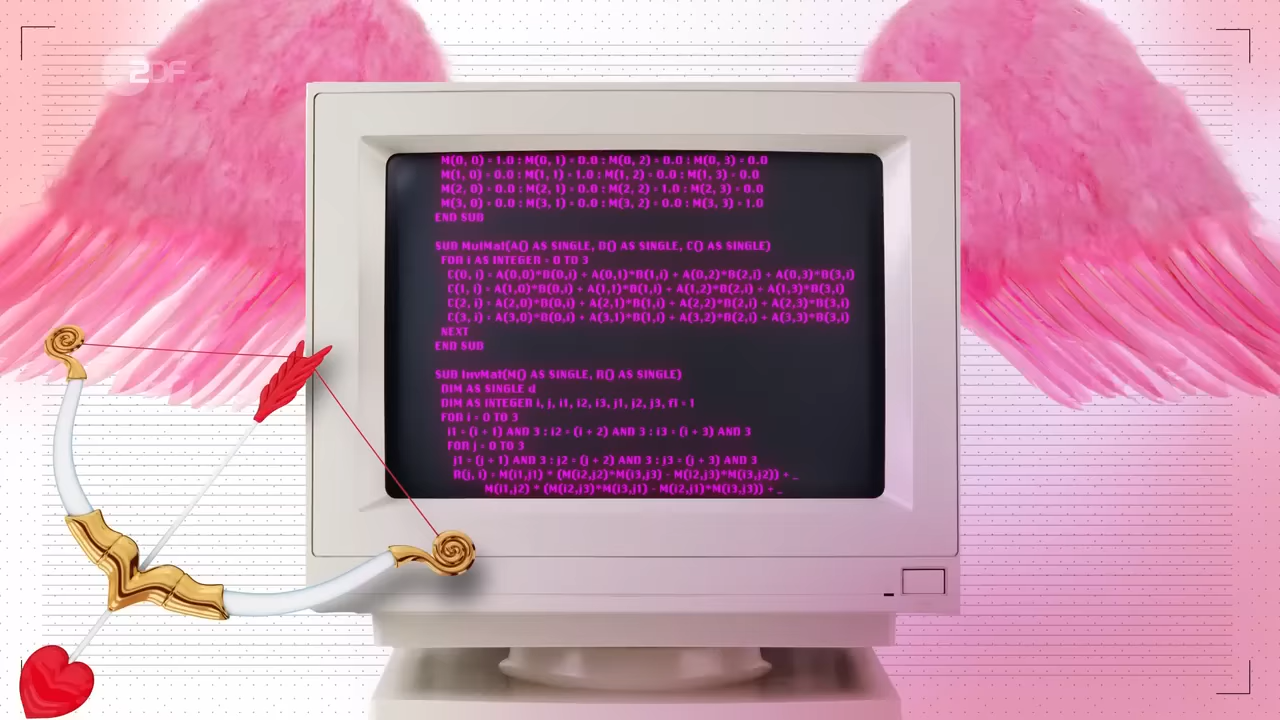 ZDF
M(0, 0) = 1.0 : M(0, 1) = 0.0 : M(0, 2) = 0.0 : M(0, 3) = 0.0
M(1, 0) = 0.0 : M(1, 1) = 1.0 : M(1, 2) = 0.0 : M(1, 3) = 0.0
M(2, 0) = 0.0 : M(2, 1) = 0.0 : M(2, 2) = 1.0 : M(2, 3) = 0.0
M(3, 0) = 0.0 : M(3, 1) = 0.0 : M(3, 2) = 0.0 : M(3, 3) = 1.0
END SUB
SUB MulMat(A() AS SINGLE, B() AS SINGLE, C() AS SINGLE)
FOR i AS INTEGER = 0 TO 3
C(0, i) = A(0,0)*B(0,i) + A(0,1)*B(1,i) + A(0,2)*B(2,i) + A(0,3)*B(3,i)
C(1, i) = A(1,0)*B(0,i) + A(1,1)*B(1,i) + A(1,2)*B(2,i) + A(1,3)*B(3,i)
C(2, i) = A(2,0)*B(0,i) + A(2,1)*B(1,i) + A(2,2)*B(2,i) + A(2,3)*B(3,i)
C(3, i) = A(3,0)*B(0,i) + A(3,1)*B(1,i) + A(3,2)*B(2,i) + A(3,3)*B(3,i)
NEXT
END SUB
SUB InvMat(M() AS SINGLE, R() AS SINGLE)
DIM AS SINGLE d
DIM AS INTEGER i, j, i1, i2, i3, j1, j2, j3, fi = 1
FOR i = 0 TO 3
i1 = (i + 1) AND 3 : i2 = (i + 2) AND 3 : i3 = (i + 3) AND 3
FOR j = 0 TO 3
j1 = (j + 1) AND 3 : j2 = (j + 2) AND 3 : j3 = (j + 3) AND 3
R(j, i) = M(i1,j1) * (M(i2,j2)*M(i3,j3) - M(i2,j3)*M(i3,j2)) + _
M(i1,j2) * (M(i2,j3)*M(i3,j1) - M(i2,j1)*M(i3,j3)) + _